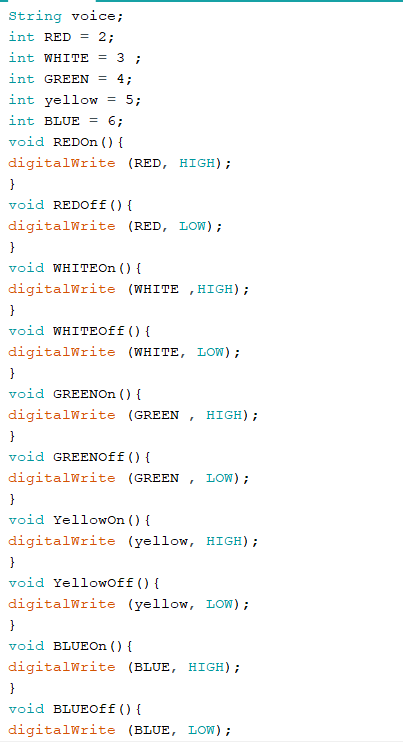 String voice;
int RED = 2;
int WHITE = 3 ;
int GREEN = 4;
int yellow = 5;
int BLUE = 6;
void REDOn(){
digitalWrite (RED, HIGH);
}
void REDOff(){
digitalWrite (RED, LOW);
}
void WHITEOn(){
digitalWrite (WHITE ,HIGH);
}
void WHITEOff(){
digitalWrite (WHITE, LOW);
}
void GREENOn(){
digitalWrite (GREEN , HIGH);
}
void GREENOff(){
digitalWrite (GREEN , LOW);
}
void YellowOn(){
digitalWrite (yellow, HIGH);
}
void YellowOff(){
digitalWrite (yellow, LOW);
}
void BLUEOn(){
digitalWrite (BLUE, HIGH);
}
void BLUEOff(){
digitalWrite (BLUE, LOW);